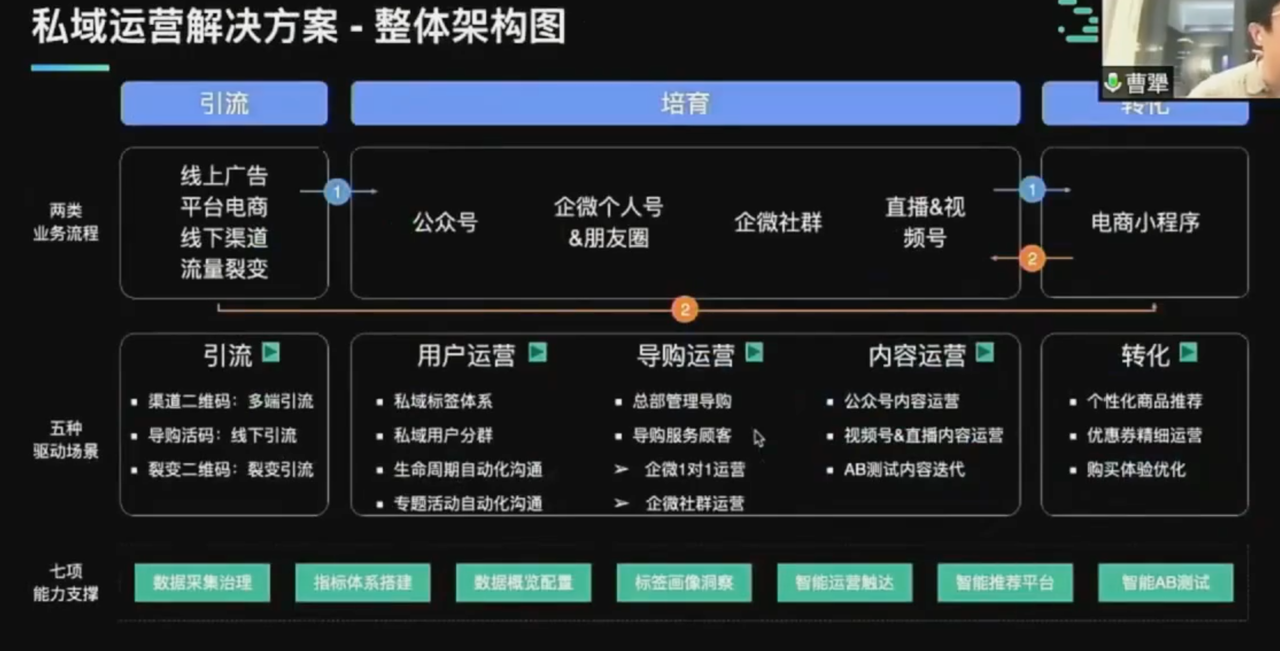 私域运营解决方案 - 整体架构图
曹犟
引流
培育
转化
两类
业务流程
线上广告
平台电商
线下渠道
流量裂变
1
公众号
企微个人号
&朋友圈
企微社群
直播&视
频号
1
2
电商小程序
2
五种
驱动场景
引流
▪ 渠道二维码：多端引流
▪ 导购活码：线下引流
▪ 裂变二维码：裂变引流
用户运营
▪ 私域标签体系
▪ 私域用户分群
▪ 生命周期自动化沟通
▪ 专题活动自动化沟通
导购运营
▪ 总部管理导购
▪ 导购服务顾客
➢ 企微1对1运营
➢ 企微社群运营
内容运营
▪ 公众号内容运营
▪ 视频号&直播内容运营
▪ AB测试内容迭代
转化
▪ 个性化商品推荐
▪ 优惠券精细运营
▪ 购买体验优化
七项
能力支撑
数据采集治理
指标体系搭建
数据概览配置
标签画像洞察
智能运营触达
智能推荐平台
智能AB测试